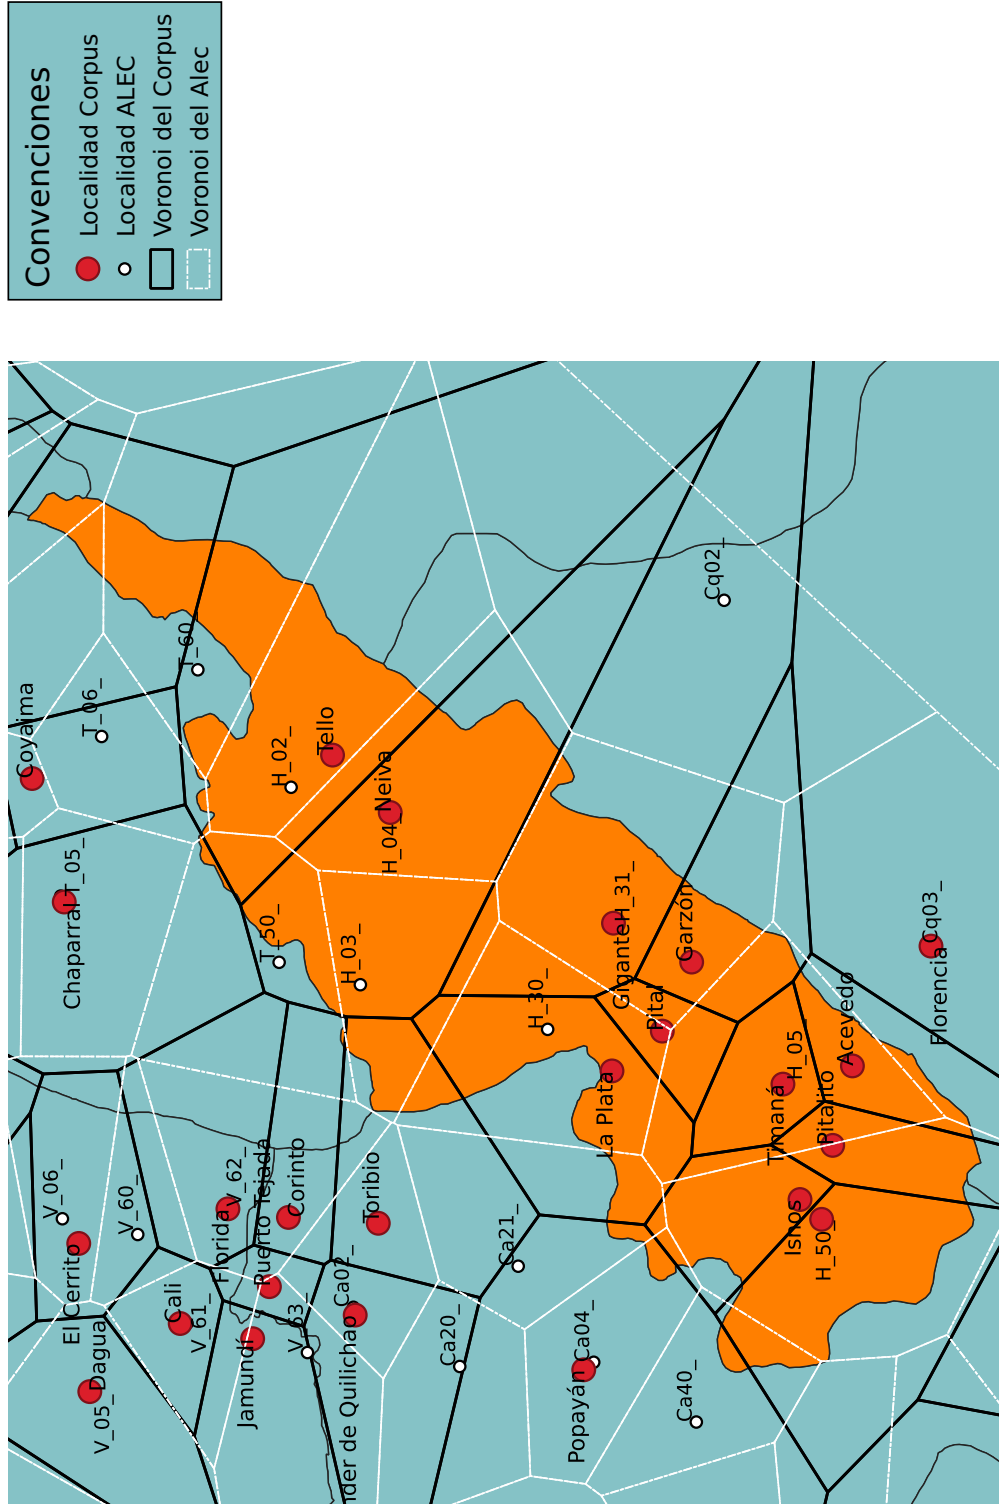 Convenciones
Localidad Corpus
Localidad ALEC
Voronoi del Corpus
Voronoi del Alec
Coyaima
T_06_
T_60_
Chaparral
T_05_
H_02_
Tello
Neiva
H_04_
T_50_
H_03_
Cq02_
H_31_
Gigante
Garzón
H_30_
Pital
La Plata
Cq03_
Florencia
Acevedo
H_05_
Timaná
Pitalito
Isnos
H_50_
V_06_
El Cerrito
V_60_
V_62_
Florida
Puerto Tejada
Corinto
Toribio
Cali
V_61_
Dagua
V_05_
Jamundí
V_63_
Ca02_
nder de Quilichao
Ca21_
Ca20_
Ca04_
Popayán
Ca40_